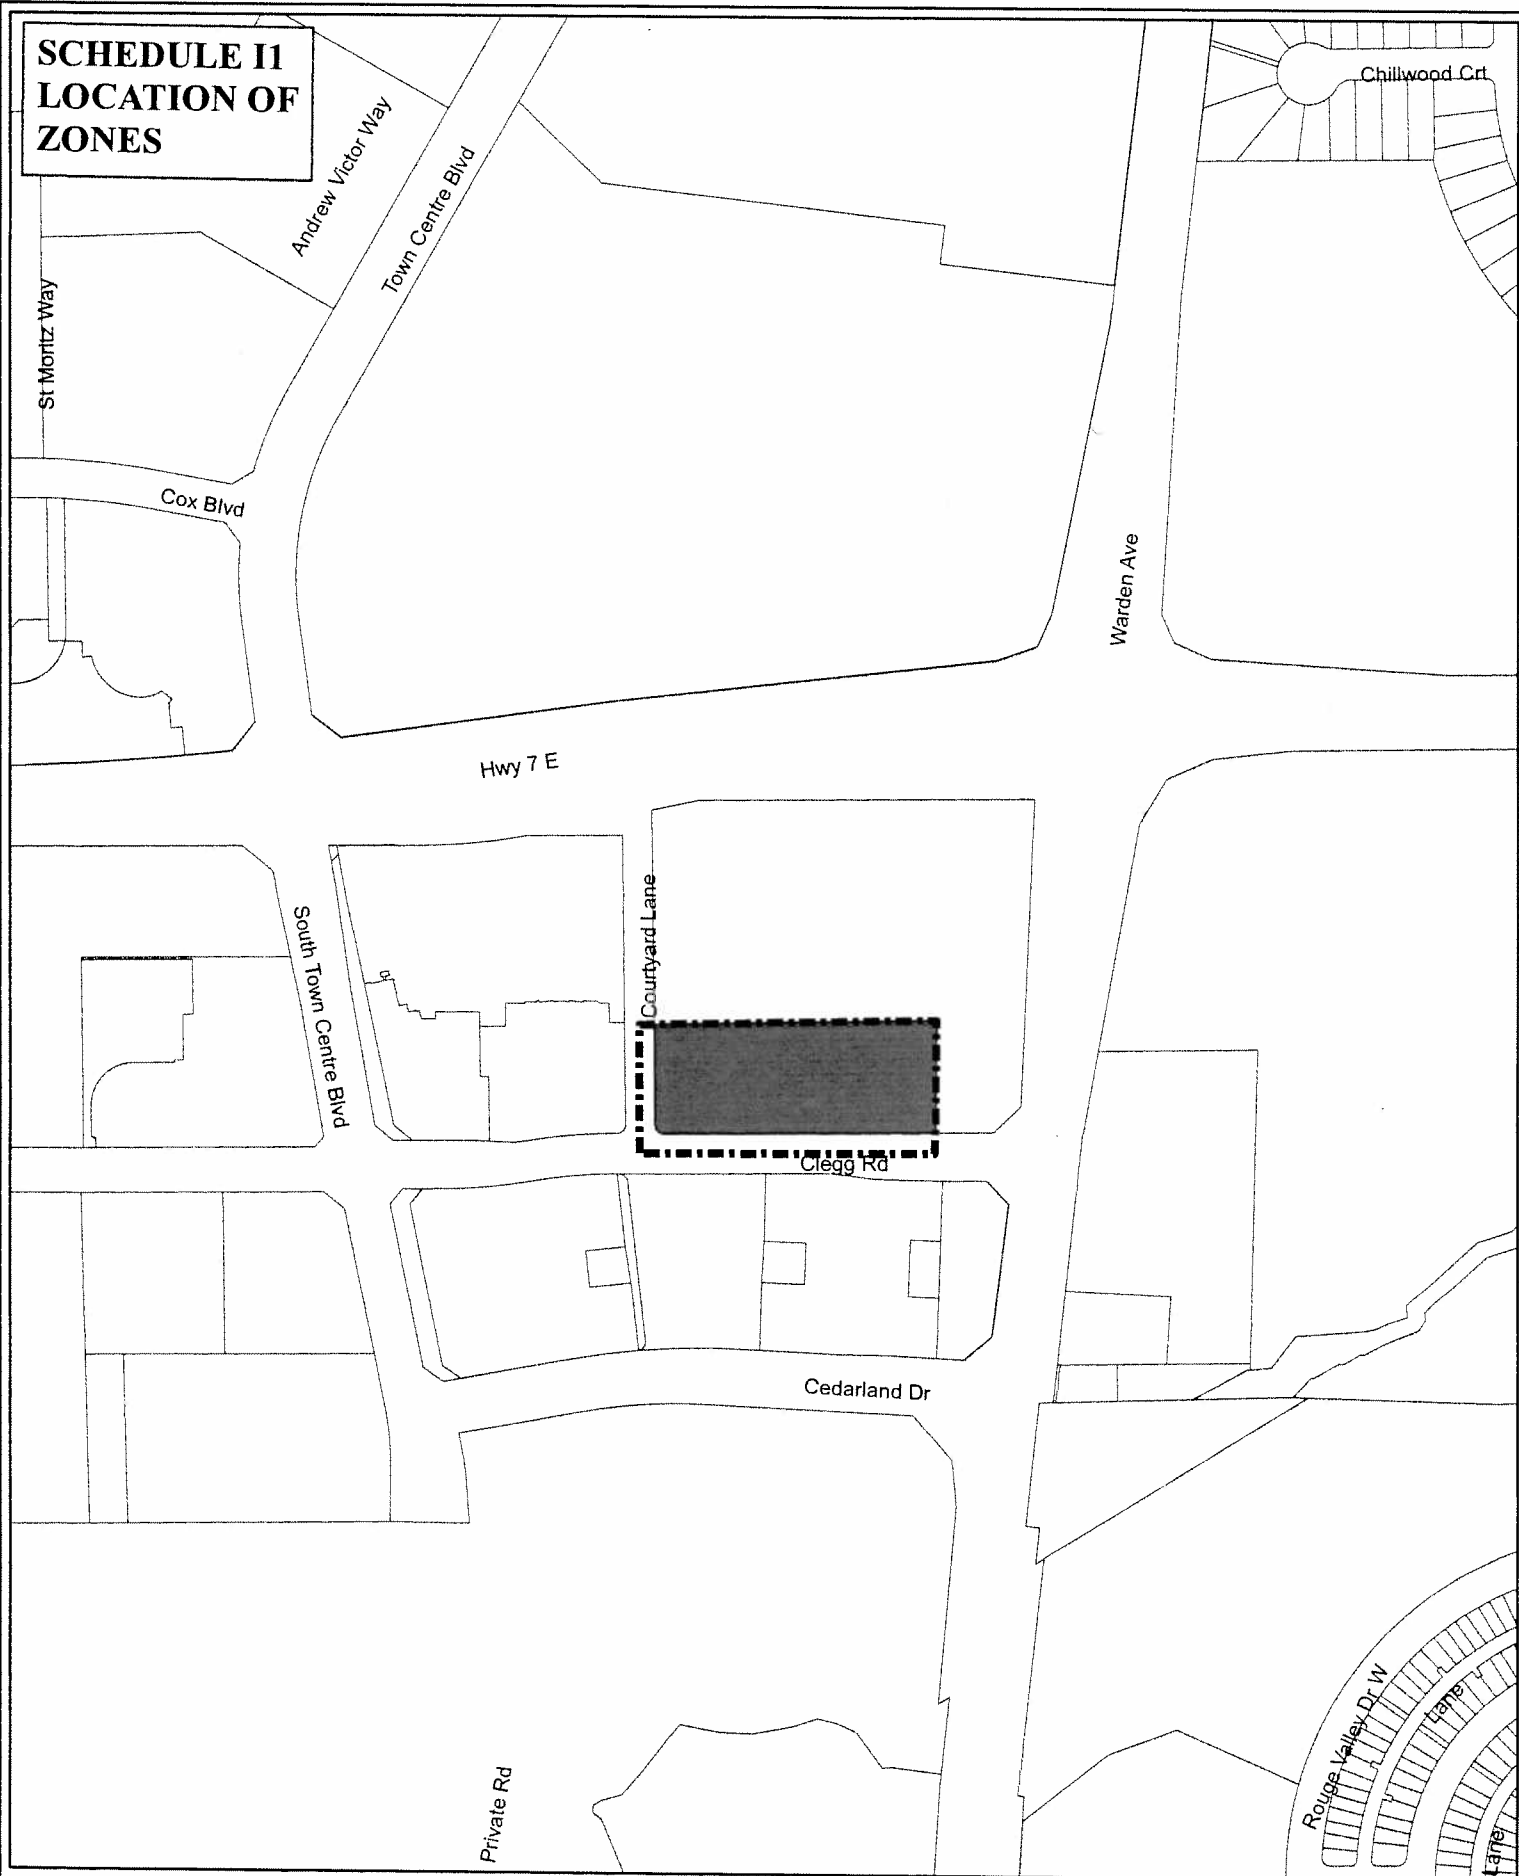 SCHEDULE I1
LOCATION OF
ZONES
Chillwood Crt
Andrew Victor Way
Town Centre Blvd
St Moritz Way
Cox Blvd
Warden Ave
Hwy 7 E
Courtyard Lane
South Town Centre Blvd
Clegg Rd
Cedarland Dr
Rouge Valley Dr W
Lane
Private Rd
Lane